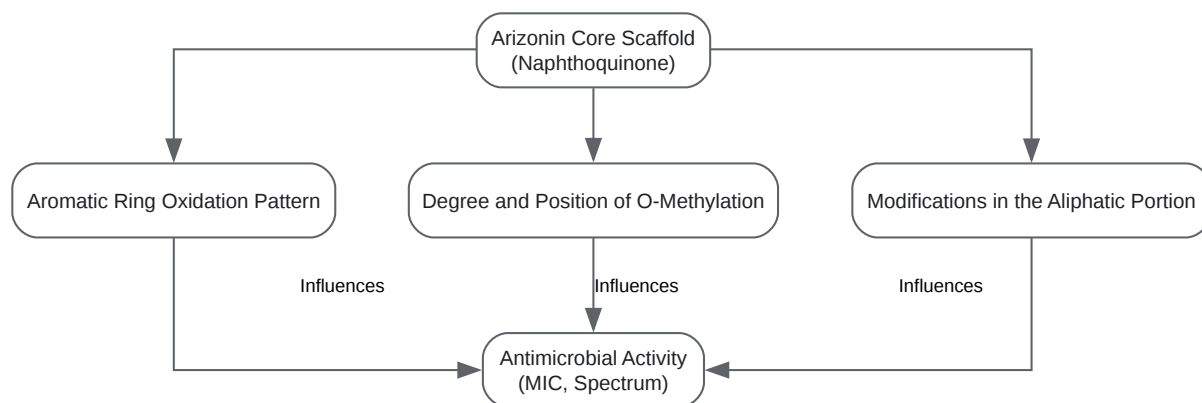 Arizonin Core Scaffold
(Naphthoquinone)
Aromatic Ring Oxidation Pattern
Degree and Position of O-Methylation
Modifications in the Aliphatic Portion
Influences
Influences
Influences
Antimicrobial Activity
(MIC, Spectrum)